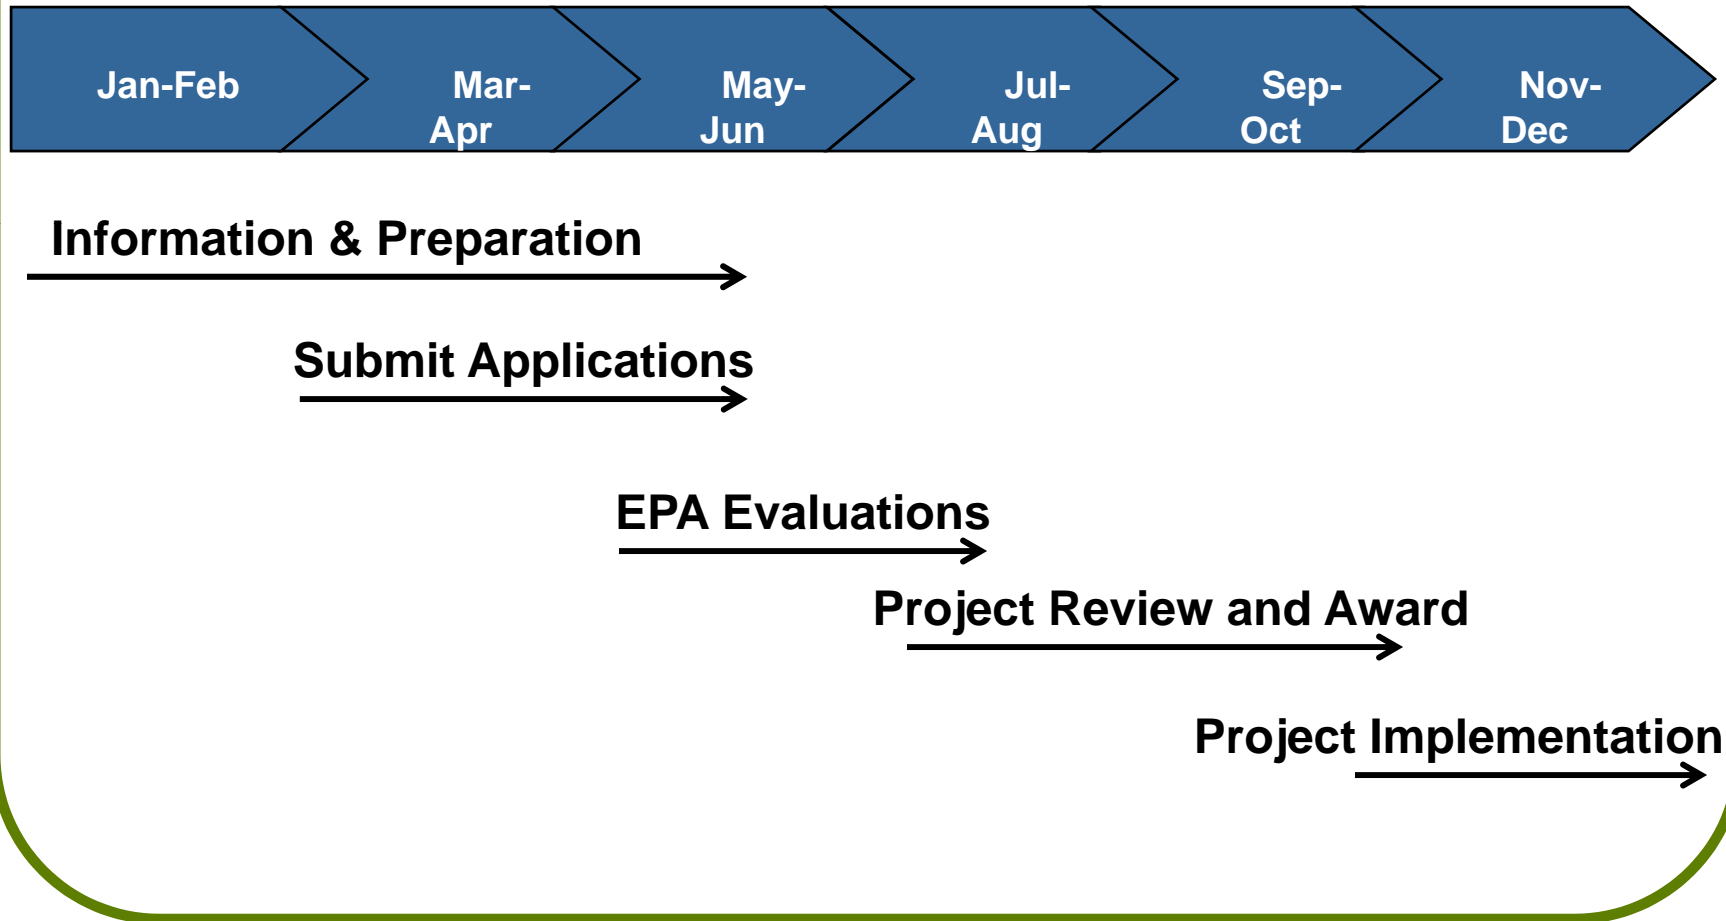 Jan-Feb
Mar-
Apr
May-
Jun
Jul-
Aug
Sep-
Oct
Nov-
Dec
Information & Preparation
Submit Applications
EPA Evaluations
Project Review and Award
Project Implementation